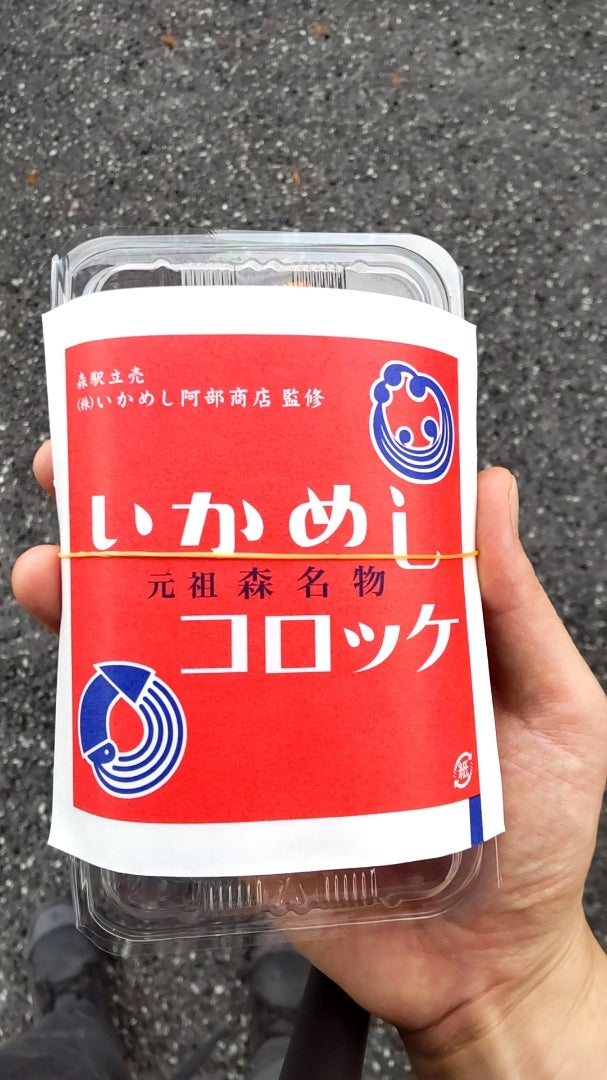 森駅立売
(株)いかめし阿部商店 監修
いかめし
元祖森名物
コロッケ
紙